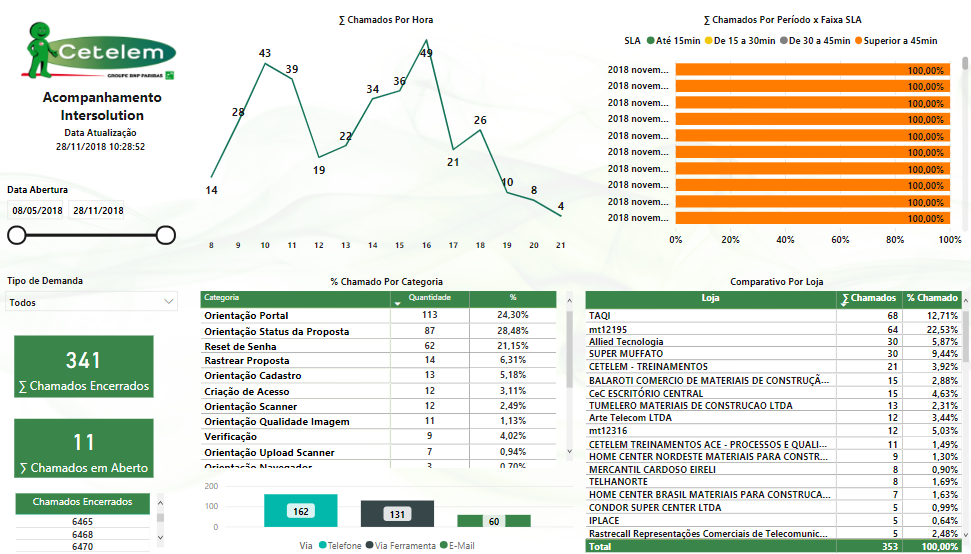 Cetelem
GROUPE BNP PARIBAS
Acompanhamento
Intersolution
Data Atualização
28/11/2018 10:28:52
Data Abertura
08/05/2018
28/11/2018
Tipo de Demanda
Todos
341
∑ Chamados Encerrados
11
∑ Chamados em Aberto
Chamados Encerrados
6465
6468
6470
∑ Chamados Por Hora
14
28
43
39
19
22
34
36
49
21
26
10
8
4
8 9 10 11 12 13 14 15 16 17 18 19 20 21
∑ Chamados Por Período x Faixa SLA
SLA Até 15min De 15 a 30min De 30 a 45min Superior a 45min
2018 novem... 100,00%
2018 novem... 100,00%
2018 novem... 100,00%
2018 novem... 100,00%
2018 novem... 100,00%
2018 novem... 100,00%
2018 novem... 100,00%
2018 novem... 100,00%
2018 novem... 100,00%
2018 novem... 100,00%
0% 20% 40% 60% 80% 100%
% Chamado Por Categoria
Categoria Quantidade %
Orientação Portal 113 24,30%
Orientação Status da Proposta 87 28,48%
Reset de Senha 62 21,15%
Rastrear Proposta 14 6,31%
Orientação Cadastro 13 5,18%
Criação de Acesso 12 3,11%
Orientação Scanner 12 2,49%
Orientação Qualidade Imagem 11 1,13%
Verificação 9 4,02%
Orientação Upload Scanner 7 0,94%
Orientação Navegador 3 0,70%
200
100
0
162
131
60
Via Telefone Via Ferramenta E-Mail
Comparativo Por Loja
Loja ∑ Chamados % Chamado
TAQI 68 12,71%
mt12195 64 22,53%
Allied Tecnologia 30 5,87%
SUPER MUFFATO 30 9,44%
CETELEM - TREINAMENTOS 21 3,92%
BALAROTI COMERCIO DE MATERIAIS DE CONSTRUÇÃ... 15 2,88%
CeC ESCRITÓRIO CENTRAL 15 4,63%
TUMELERO MATERIAIS DE CONSTRUCAO LTDA 13 2,31%
Arte Telecom LTDA 12 3,44%
mt12316 12 5,03%
CETELEM TREINAMENTOS ACE - PROCESSOS E QUALI... 11 1,49%
HOME CENTER NORDESTE MATERIAIS PARA CONSTR... 9 1,30%
MERCANTIL CARDOSO EIRELI 8 0,90%
TELHANORTE 8 1,69%
HOME CENTER BRASIL MATERIAIS PARA CONSTRUCA... 7 1,63%
CONDOR SUPER CENTER LTDA 5 0,99%
IPLACE 5 0,64%
Rastrecall Representações Comerciais de Telecomunic... 5 2,48%
Total 353 100,00%